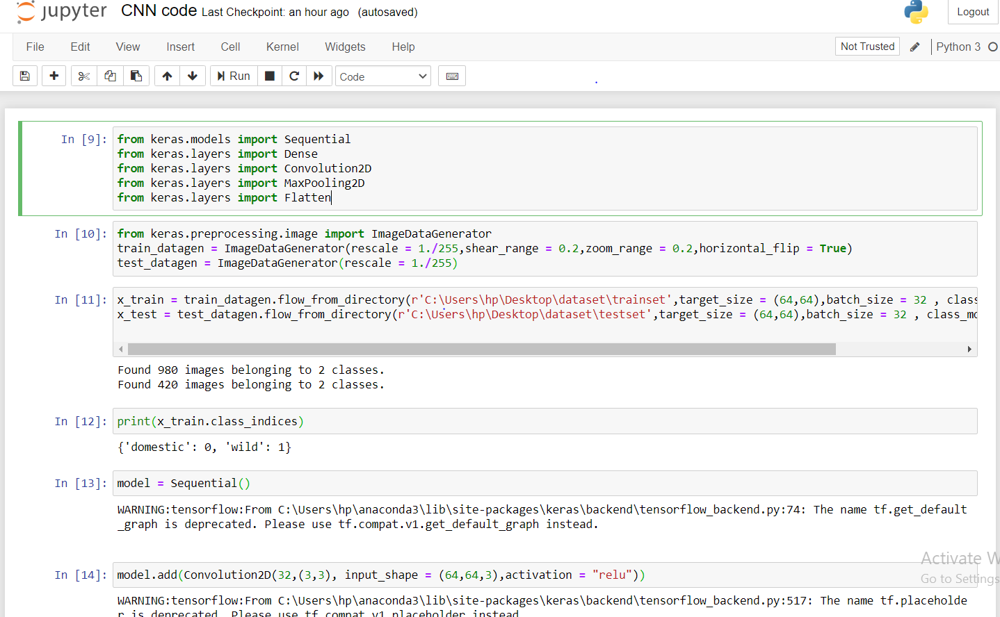 jupyter CNN code Last Checkpoint: an hour ago (autosaved)
Logout
File Edit View Insert Cell Kernel Widgets Help
Not Trusted Python 3
Run Code
In [9]: from keras.models import Sequential
from keras.layers import Dense
from keras.layers import Convolution2D
from keras.layers import MaxPooling2D
from keras.layers import Flatten
In [10]: from keras.preprocessing.image import ImageDataGenerator
train_datagen = ImageDataGenerator(rescale = 1./255,shear_range = 0.2,zoom_range = 0.2,horizontal_flip = True)
test_datagen = ImageDataGenerator(rescale = 1./255)
In [11]: x_train = train_datagen.flow_from_directory(r'C:\Users\hp\Desktop\dataset\trainset',target_size = (64,64),batch_size = 32 , class
x_test = test_datagen.flow_from_directory(r'C:\Users\hp\Desktop\dataset\testset',target_size = (64,64),batch_size = 32 , class_mo
Found 980 images belonging to 2 classes.
Found 420 images belonging to 2 classes.
In [12]: print(x_train.class_indices)
{'domestic': 0, 'wild': 1}
In [13]: model = Sequential()
WARNING:tensorflow:From C:\Users\hp\anaconda3\lib\site-packages\keras\backend\tensorflow_backend.py:74: The name tf.get_default
_graph is deprecated. Please use tf.compat.v1.get_default_graph instead.
Activate W
In [14]: model.add(Convolution2D(32,(3,3), input_shape = (64,64,3),activation = "relu"))
Go to Settings
WARNING:tensorflow:From C:\Users\hp\anaconda3\lib\site-packages\keras\backend\tensorflow_backend.py:517: The name tf.placeholde
r is deprecated. Please use tf.compat.v1.placeholder instead.